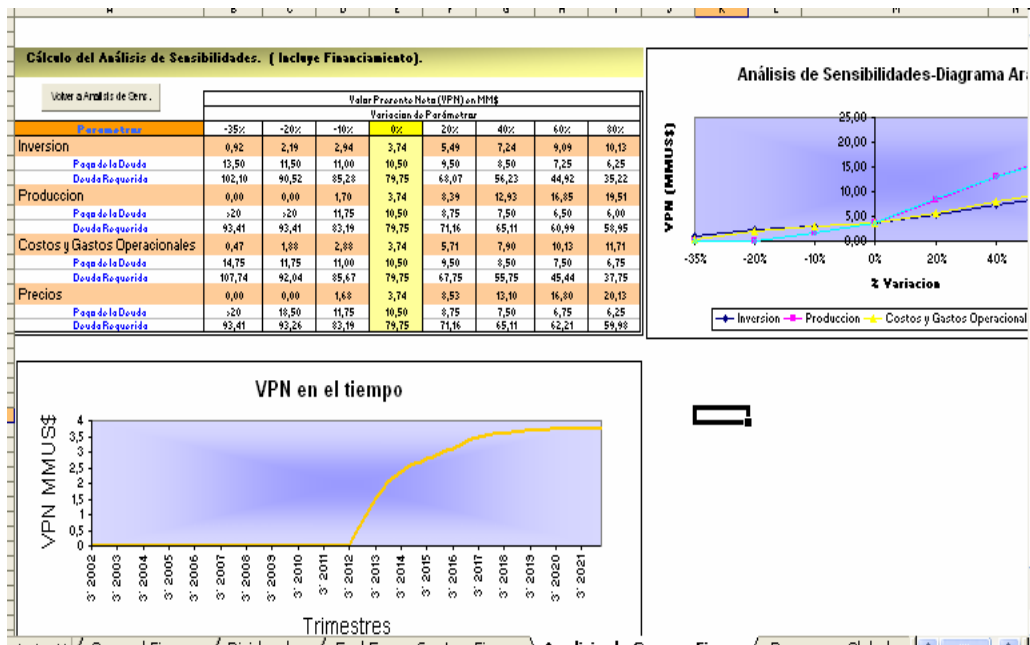 Cálculo del Análisis de Sensibilidades. ( Incluye Financiamiento).
Volver a Analisis de Sens.
Valor Presente Neto (VPN) en MM$
Variacion de Parámetros
Parametros -35% -20% -10% 0% 20% 40% 60% 80%
Inversion 0,92 2,19 2,94 3,74 5,49 7,24 9,09 10,13
Pago de la Deuda 13,50 11,50 11,00 10,50 9,50 8,50 7,25 6,25
Deuda Requerida 102,10 90,52 85,28 79,75 68,07 56,23 44,92 35,22
Produccion 0,00 0,00 1,70 3,74 8,39 12,93 16,85 19,51
Pago de la Deuda >20 >20 11,75 10,50 8,75 7,50 6,50 6,00
Deuda Requerida 93,41 93,41 83,19 79,75 71,16 65,11 60,99 58,95
Costos y Gastos Operacionales 0,47 1,88 2,88 3,74 5,71 7,90 10,13 11,71
Pago de la Deuda 14,75 11,75 11,00 10,50 9,50 8,50 7,50 6,75
Deuda Requerida 107,74 92,04 85,67 79,75 67,75 55,75 45,44 37,75
Precios 0,00 0,00 1,68 3,74 8,53 13,10 16,80 20,13
Pago de la Deuda >20 18,50 11,75 10,50 8,75 7,50 6,75 6,25
Deuda Requerida 93,41 93,26 83,19 79,75 71,16 65,11 62,21 59,98
Análisis de Sensibilidades-Diagrama Ara
VPN (MMUS$)
25,00
20,00
15,00
10,00
5,00
0,00
-35% -20% -10% 0% 20% 40%
% Variacion
Inversion Produccion Costos y Gastos Operacional
VPN en el tiempo
VPN MMUS$
4
3,5
3
2,5
2
1,5
1
0,5
0
3' 2002 3' 2003 3' 2004 3' 2005 3' 2006 3' 2007 3' 2008 3' 2009 3' 2010 3' 2011 3' 2012 3' 2013 3' 2014 3' 2015 3' 2016 3' 2017 3' 2018 3' 2019 3' 2020 3' 2021
Trimestres